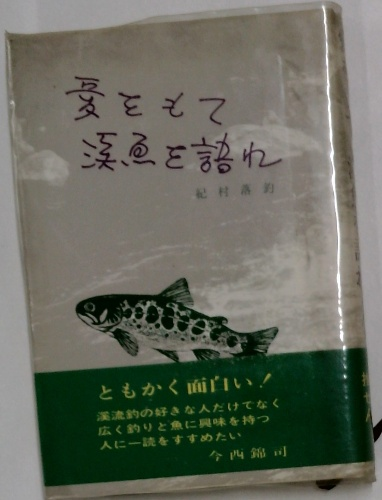 愛をもて
渓魚を語れ
紀村落釣
ともかく面白い!
渓流釣の好きな人だけてなく
広く釣りと魚に興味を持つ
人に一読をすすめたい
今西錦司